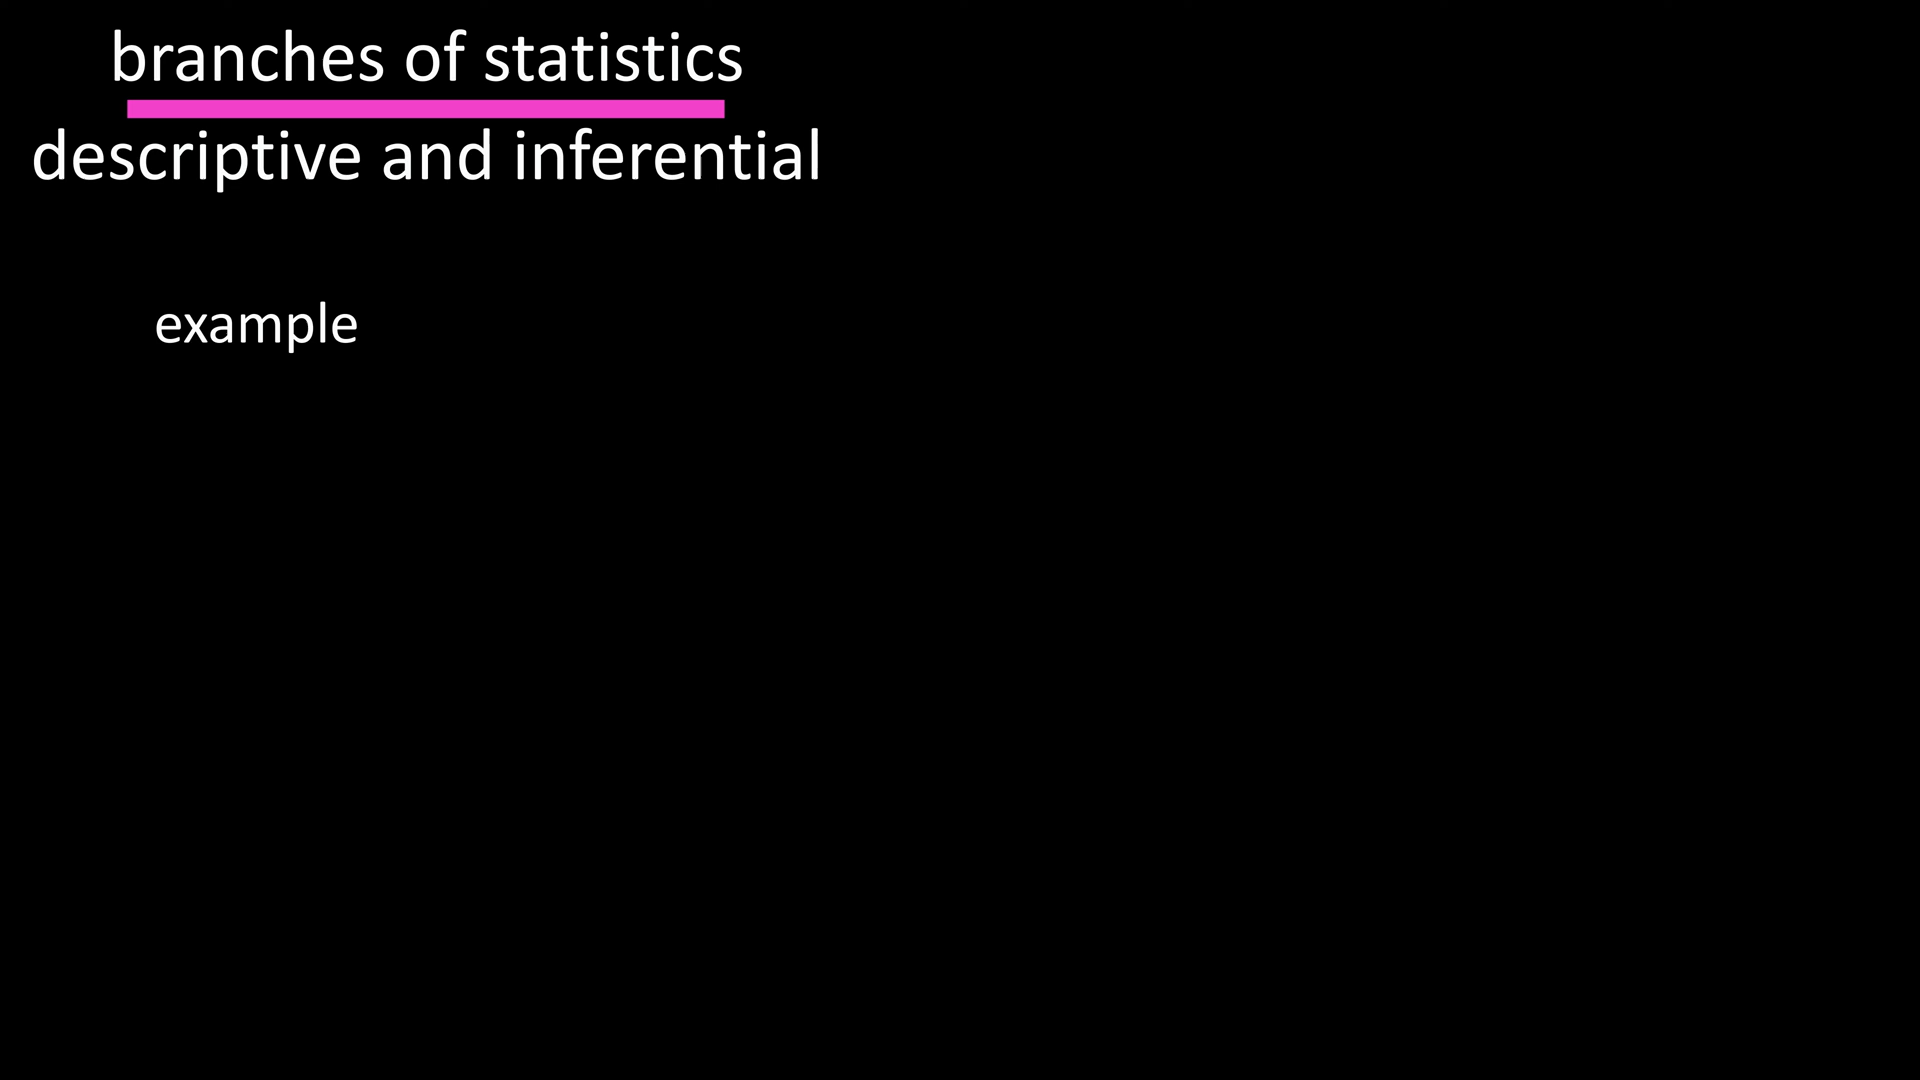 branches of statistics
descriptive and inferential
example